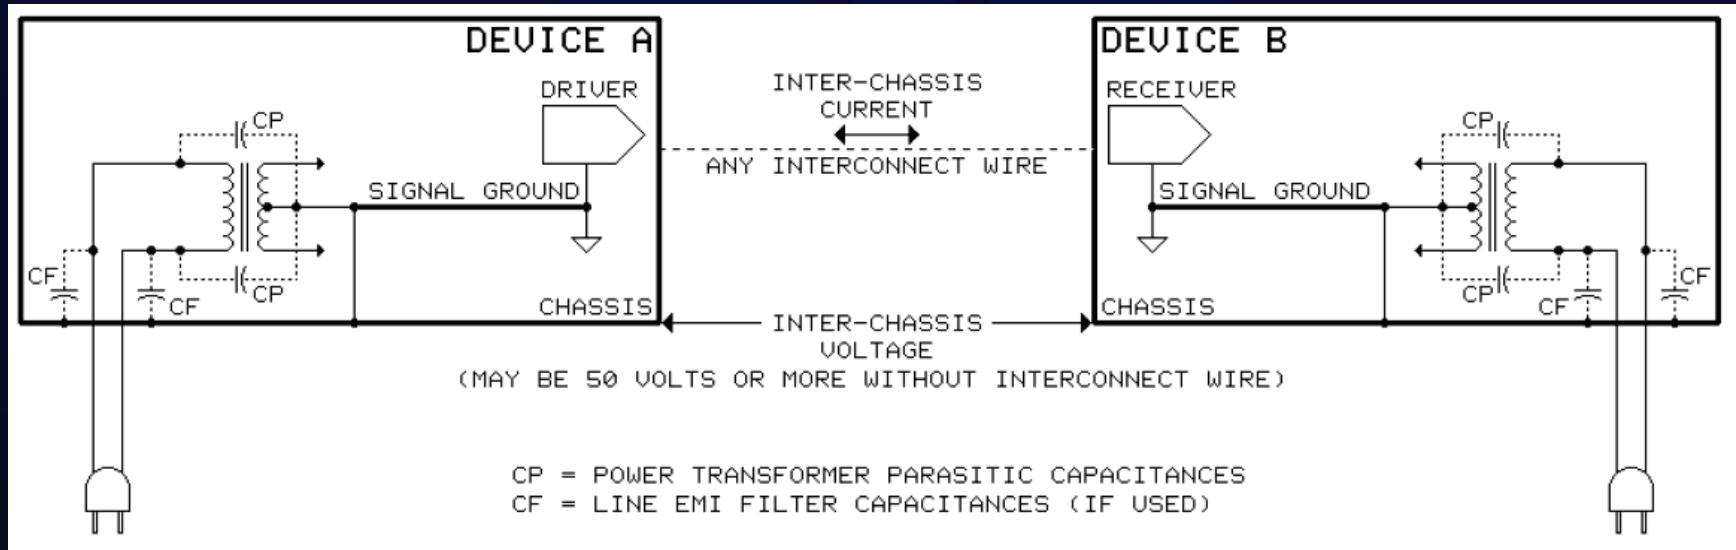 DEVICE A
DEVICE B
DRIVER
INTER-CHASSIS
CURRENT
RECEIVER
CP
CP
ANY INTERCONNECT WIRE
SIGNAL GROUND
SIGNAL GROUND
CF
CP
CF
CP
CF
CF
CHASSIS
CHASSIS
INTER-CHASSIS
VOLTAGE
(MAY BE 50 VOLTS OR MORE WITHOUT INTERCONNECT WIRE)
CP = POWER TRANSFORMER PARASITIC CAPACITANCES
CF = LINE EMI FILTER CAPACITANCES (IF USED)